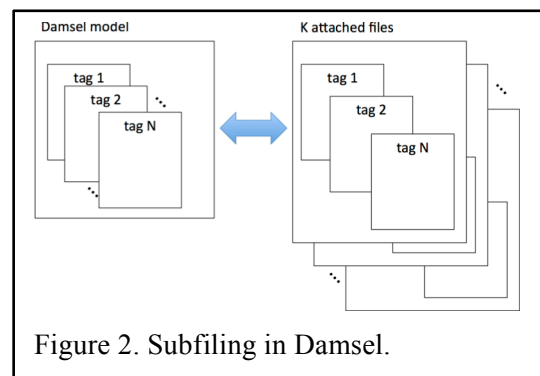 Damsel model
K attached files
tag 1
tag 2
tag N
tag 1
tag 2
tag N
Figure 2. Subfiling in Damsel.